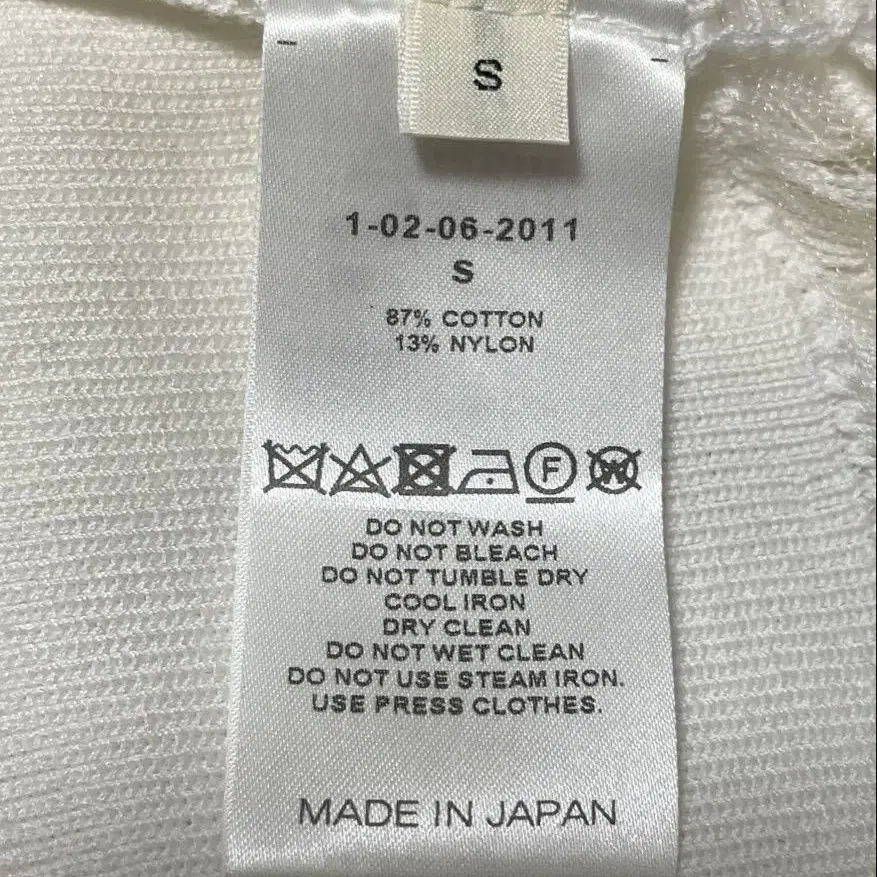 S
1-02-06-2011
S
87% COTTON
13% NYLON
F W
DO NOT WASH
DO NOT BLEACH
DO NOT TUMBLE DRY
COOL IRON
DRY CLEAN
DO NOT WET CLEAN
DO NOT USE STEAM IRON.
USE PRESS CLOTHES.
MADE IN JAPAN